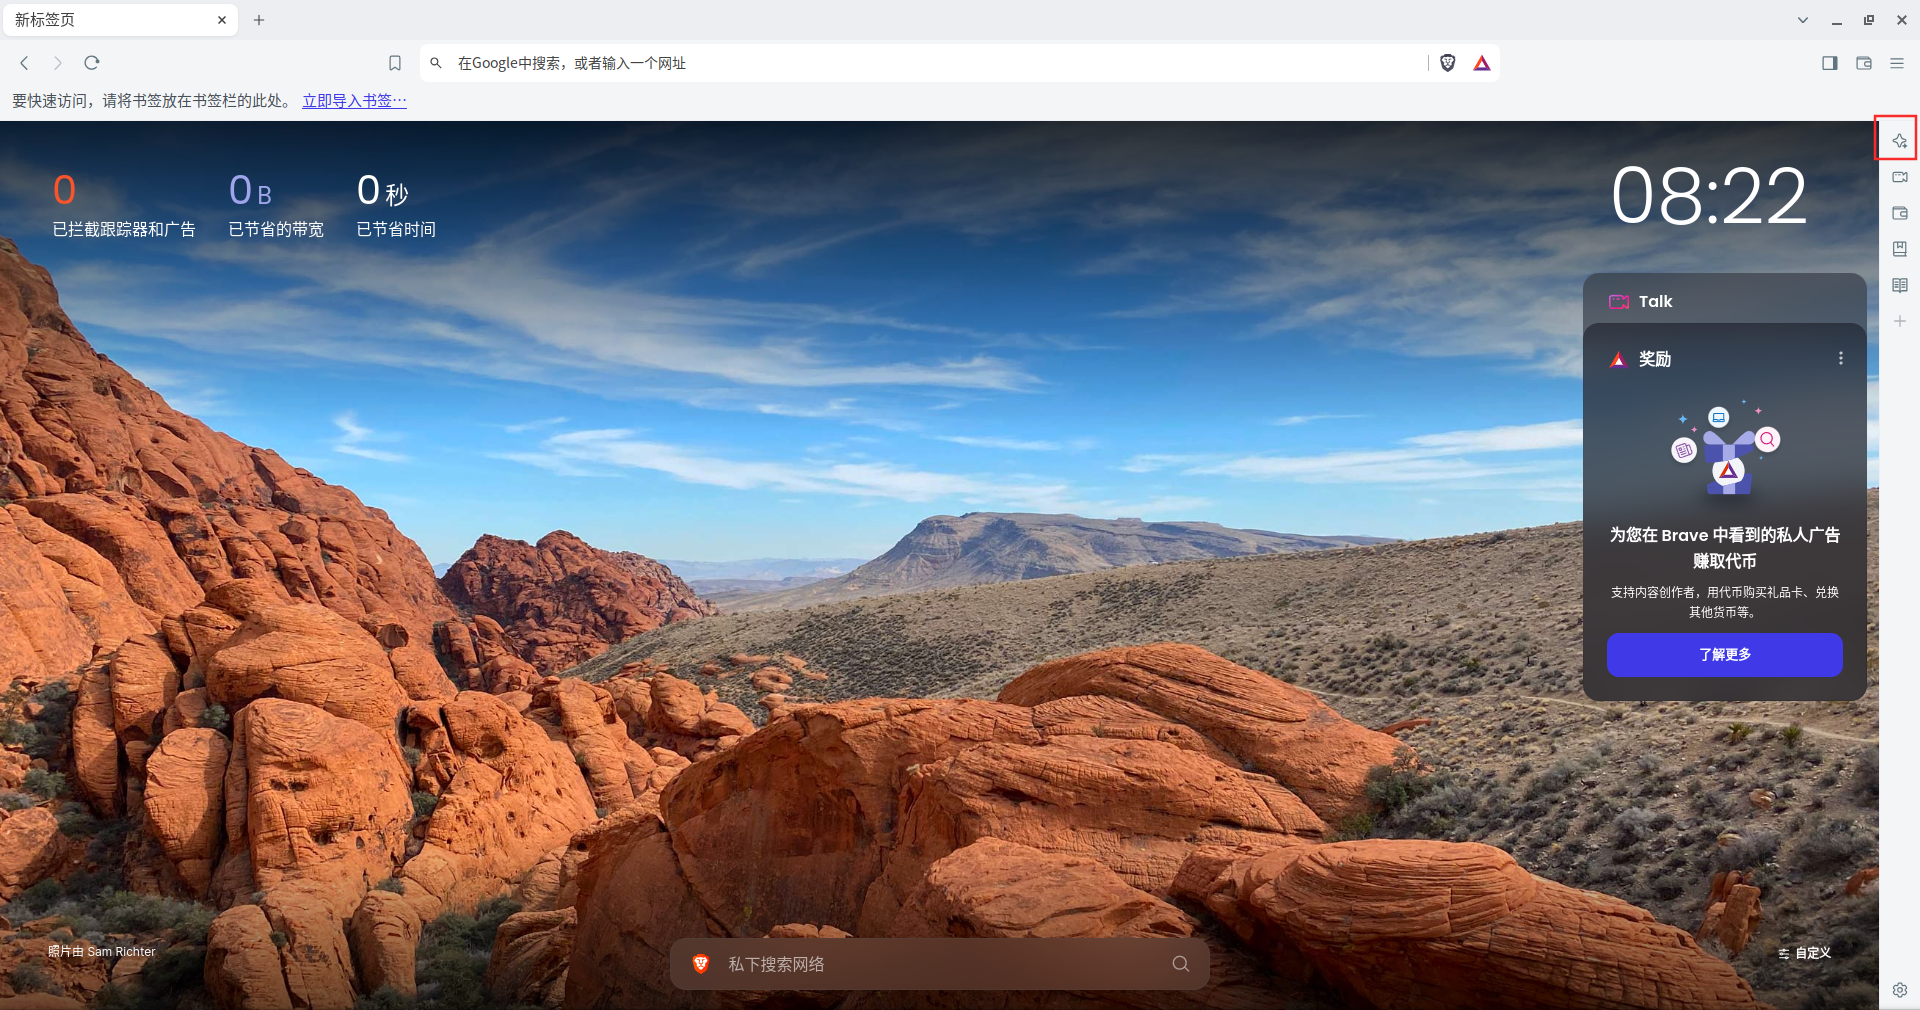 新标签页
在Google中搜索，或者输入一个网址
要快速访问，请将书签放在书签栏的此处。 立即导入书签…
0
已拦截跟踪器和广告
0 B
已节省的带宽
0 秒
已节省时间
08:22
Talk
奖励
为您在 Brave 中看到的私人广告
赚取代币
支持内容创作者，用代币购买礼品卡、兑换
其他货币等。
了解更多
照片由 Sam Richter
私下搜索网络
自定义